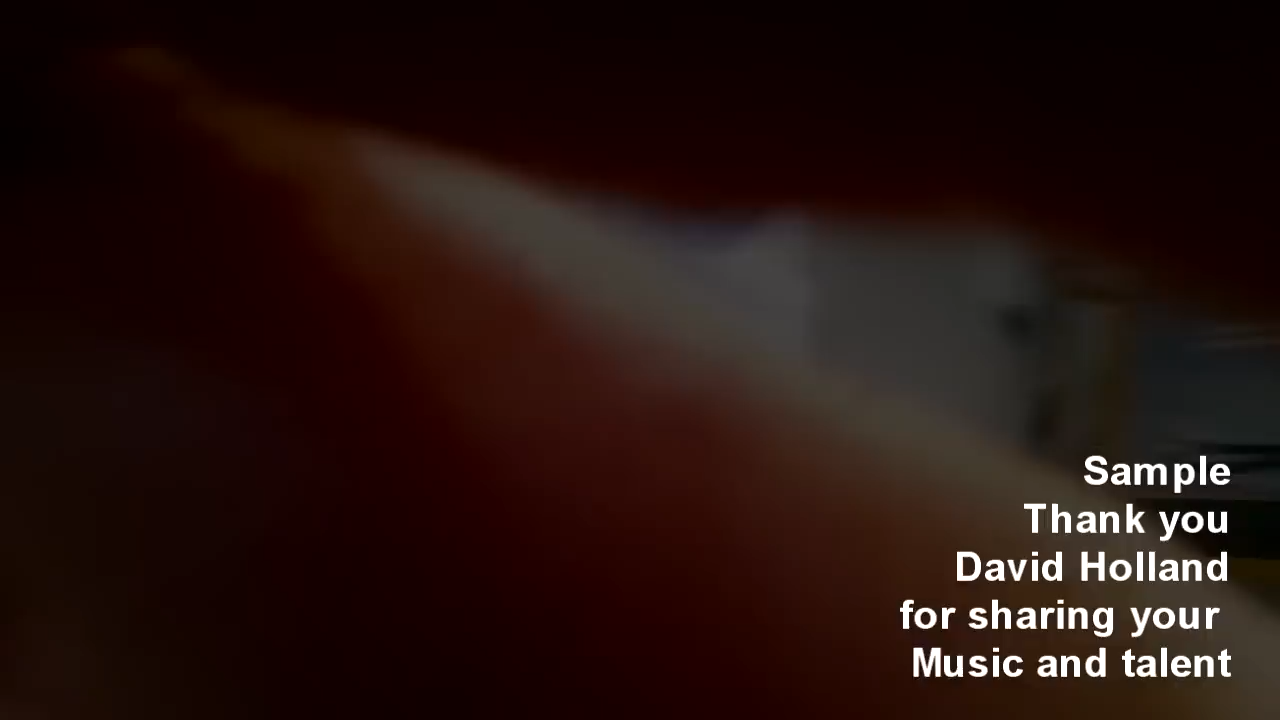 Sample
Thank you
David Holland
for sharing your
Music and talent